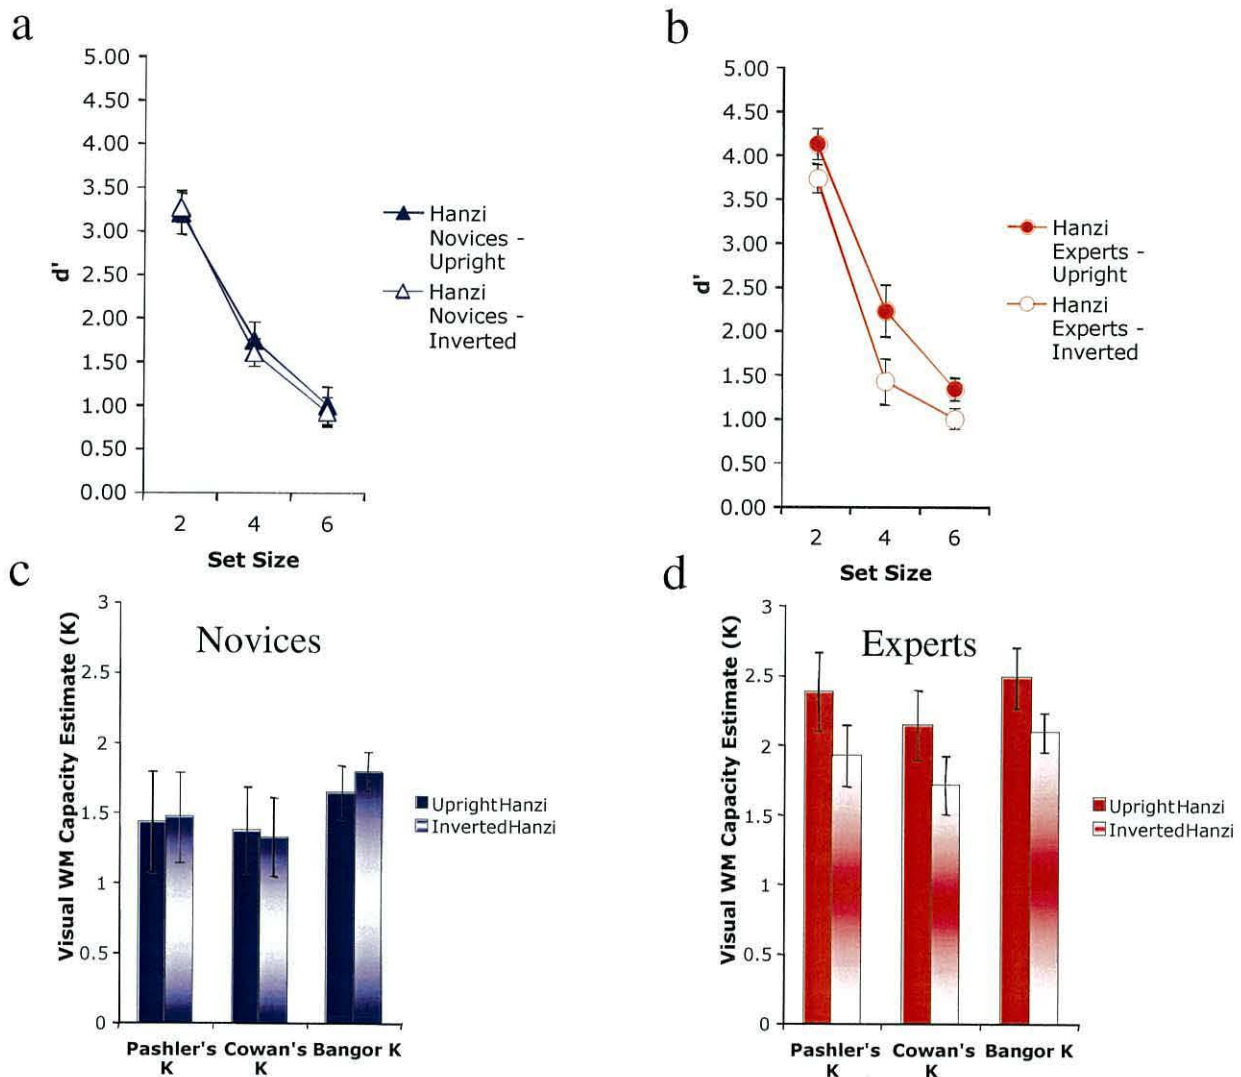 a
5.00
4.50
4.00
3.50
3.00
2.50
2.00
1.50
1.00
0.50
0.00
d'
2 4 6
Set Size
Hanzi
Novices -
Upright
Hanzi
Novices -
Inverted
b
5.00
4.50
4.00
3.50
3.00
2.50
2.00
1.50
1.00
0.50
0.00
d'
2 4 6
Set Size
Hanzi
Experts -
Upright
Hanzi
Experts -
Inverted
c
Novices
Visual WM Capacity Estimate (K)
3
2.5
2
1.5
1
0.5
0
Pashler's Cowan's Bangor K
K K
UprightHanzi
InvertedHanzi
d
Experts
Visual WM Capacity Estimate (K)
3
2.5
2
1.5
1
0.5
0
Pashler's Cowan's Bangor K
K K
UprightHanzi
InvertedHanzi